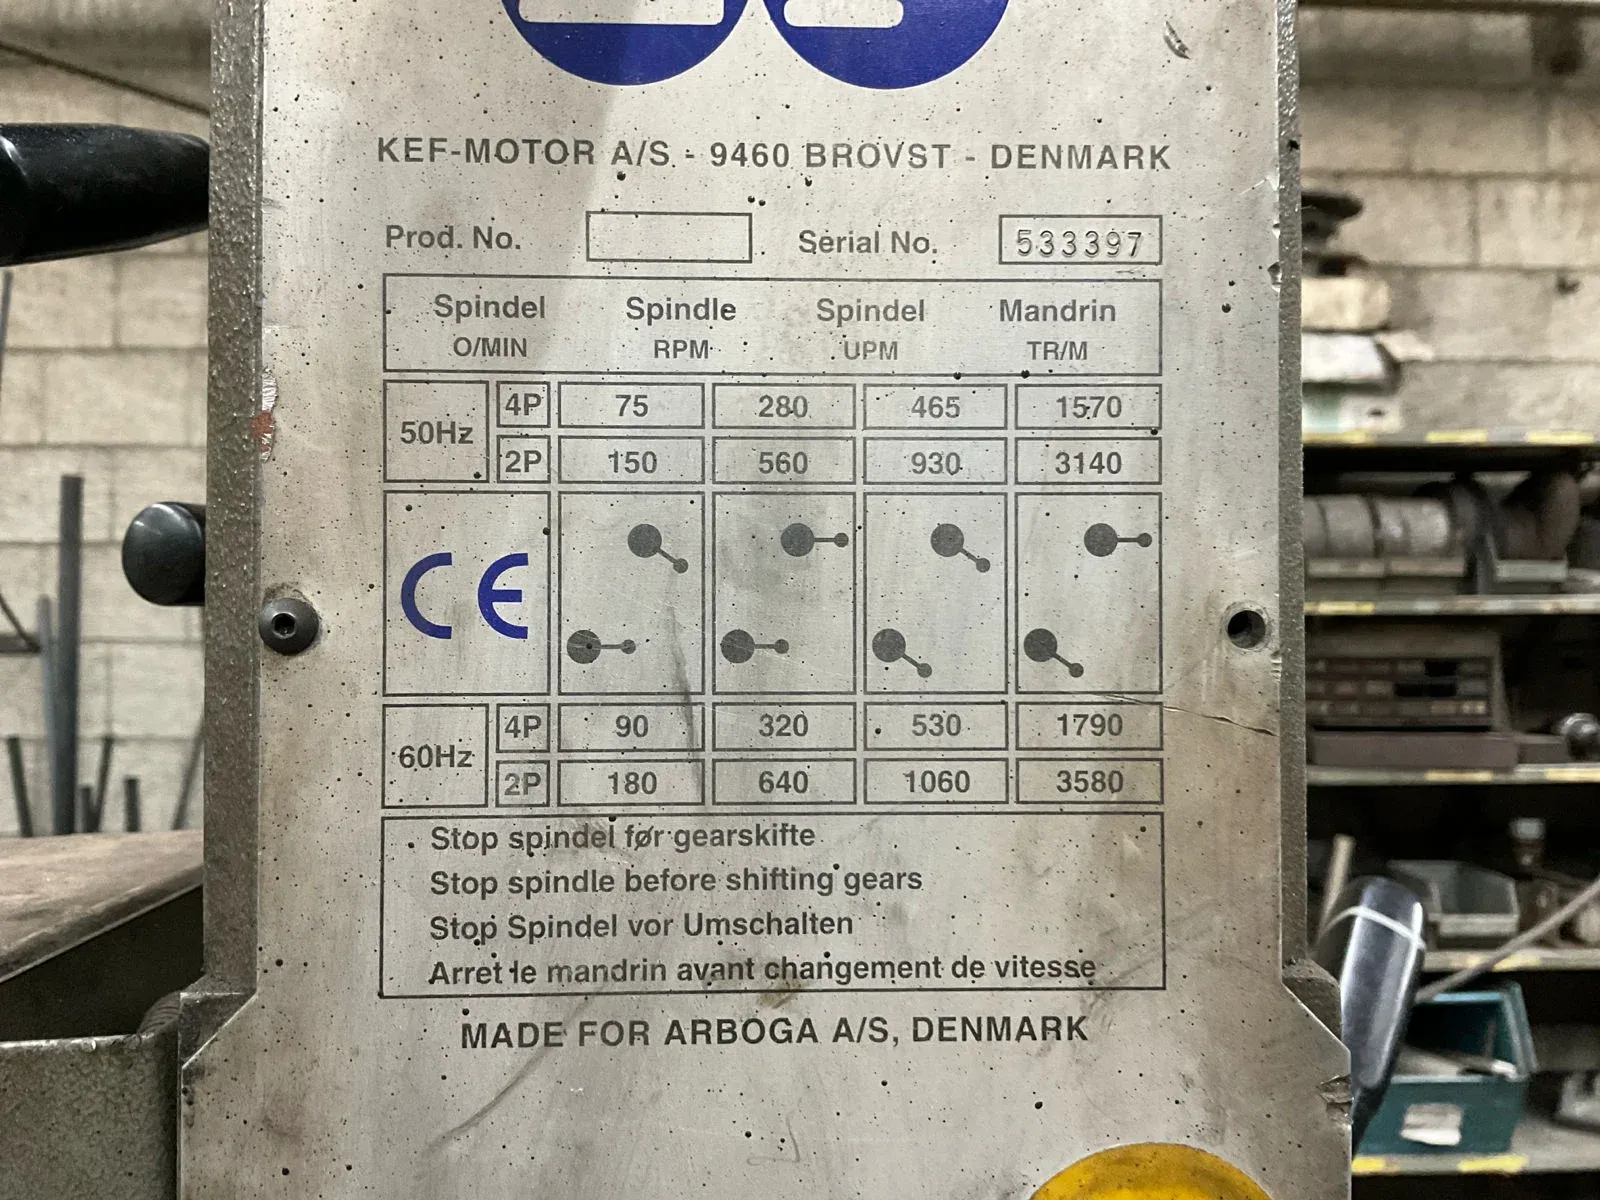 KEF-MOTOR A/S. - 9460 BROVST - DENMARK
Prod. No. Serial No. 533397
Spindel Spindle Spindel Mandrin
O/MIN RPM UPM TR/M
50Hz
4P 75 280 465 1570
2P 150 560 930 3140
CE
60Hz
4P 90 320 530 1790
2P 180 640 1060 3580
Stop spindel før gearskifte
Stop spindle before shifting gears
Stop Spindel vor Umschalten
Arret le mandrin avant changement de vitesse
MADE FOR ARBOGA A/S, DENMARK